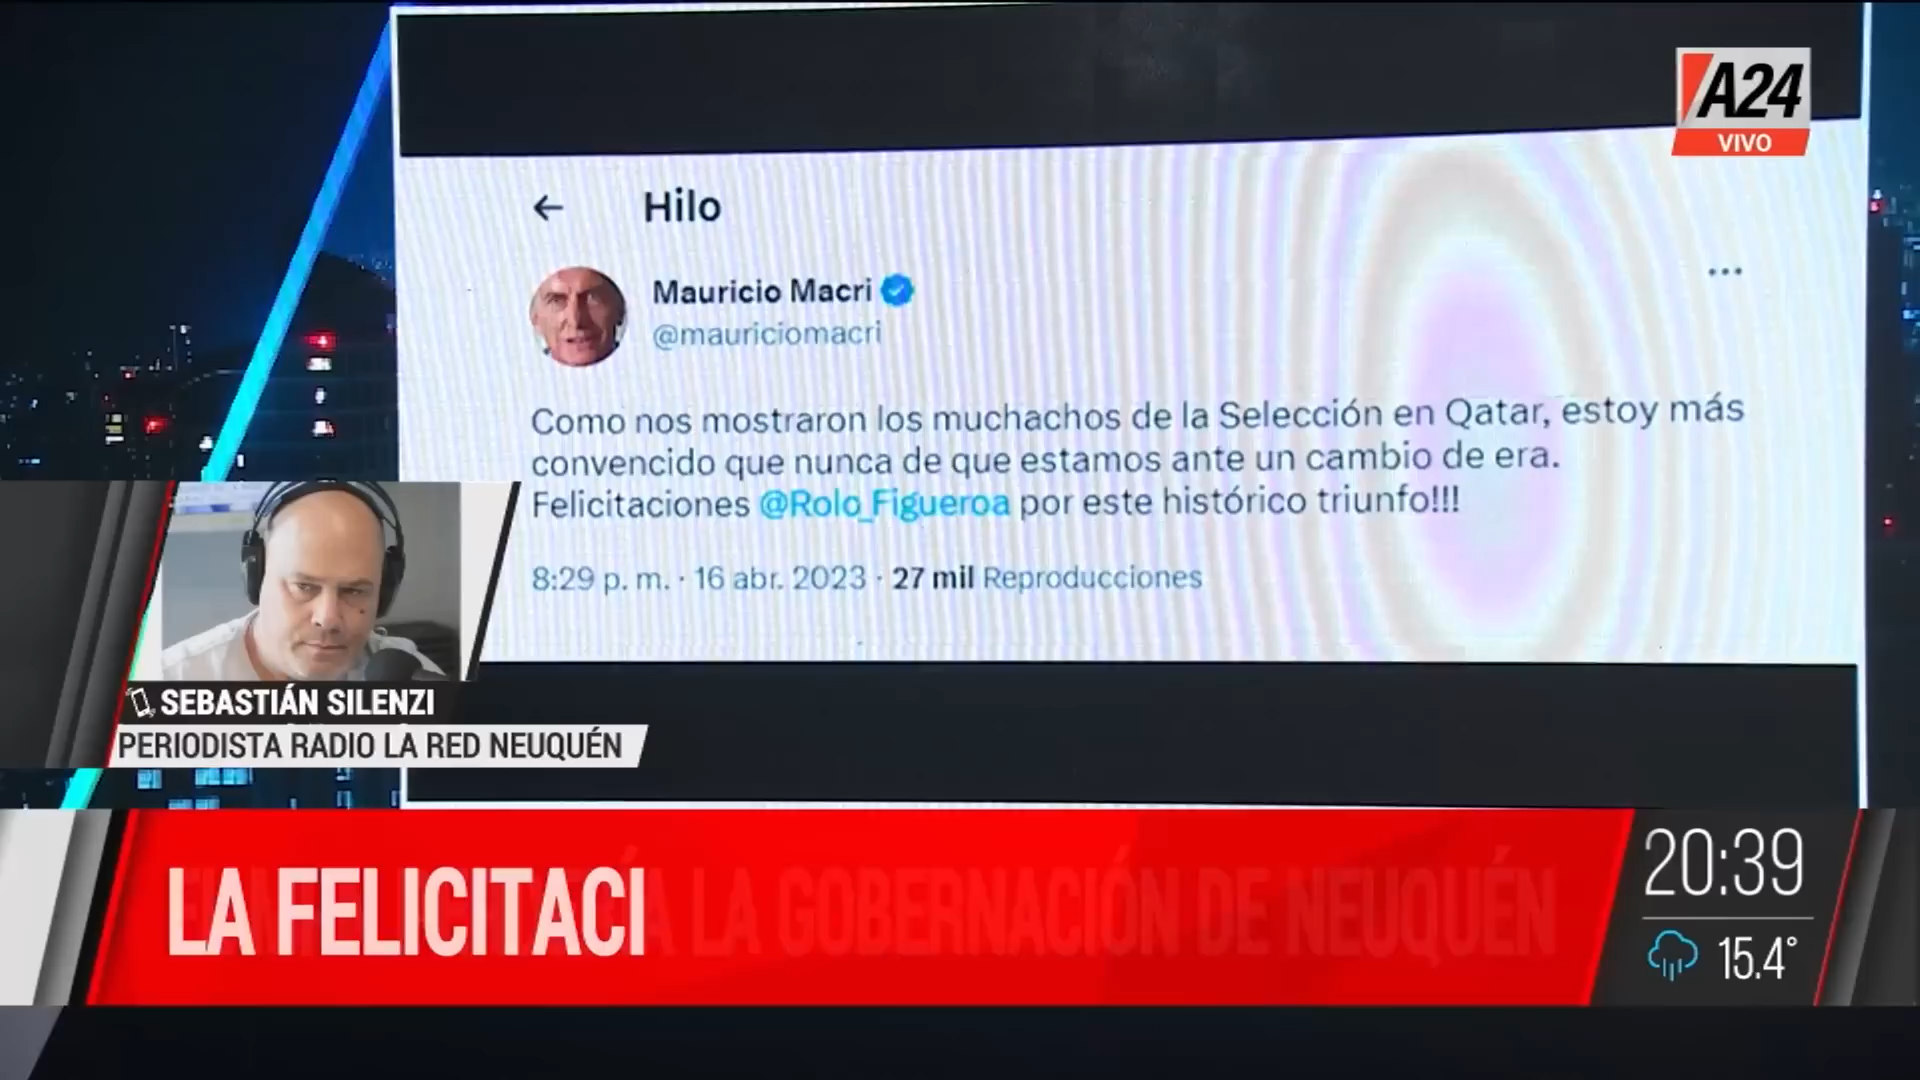 A24
VIVO
Hilo
Mauricio Macri
@mauriciomacri
Como nos mostraron los muchachos de la Selección en Qatar, estoy más
convencido que nunca de que estamos ante un cambio de era.
Felicitaciones @Rolo_Figueroa por este histórico triunfo!!!
8:29 p. m. · 16 abr. 2023 · 27 mil Reproducciones
SEBASTIÁN SILENZI
PERIODISTA RADIO LA RED NEUQUÉN
LA FELICITACI
LA GOBERNACIÓN DE NEUQUÉN
20:39
15.4°